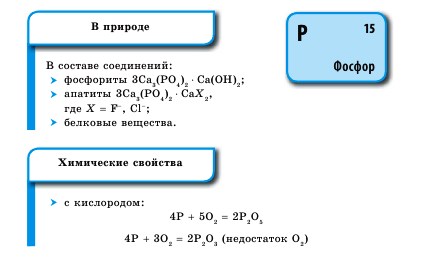 В природе
P 15
Фосфор
В составе соединений:
➤ фосфориты 3Ca₃(PO₄)₂ · Ca(OH)₂;
➤ апатиты 3Ca₃(PO₄)₂ · CaX₂,
где X = F⁻, Cl⁻;
➤ белковые вещества.
Химические свойства
➤ с кислородом:
4P + 5O₂ = 2P₂O₅
4P + 3O₂ = 2P₂O₃ (недостаток O₂)